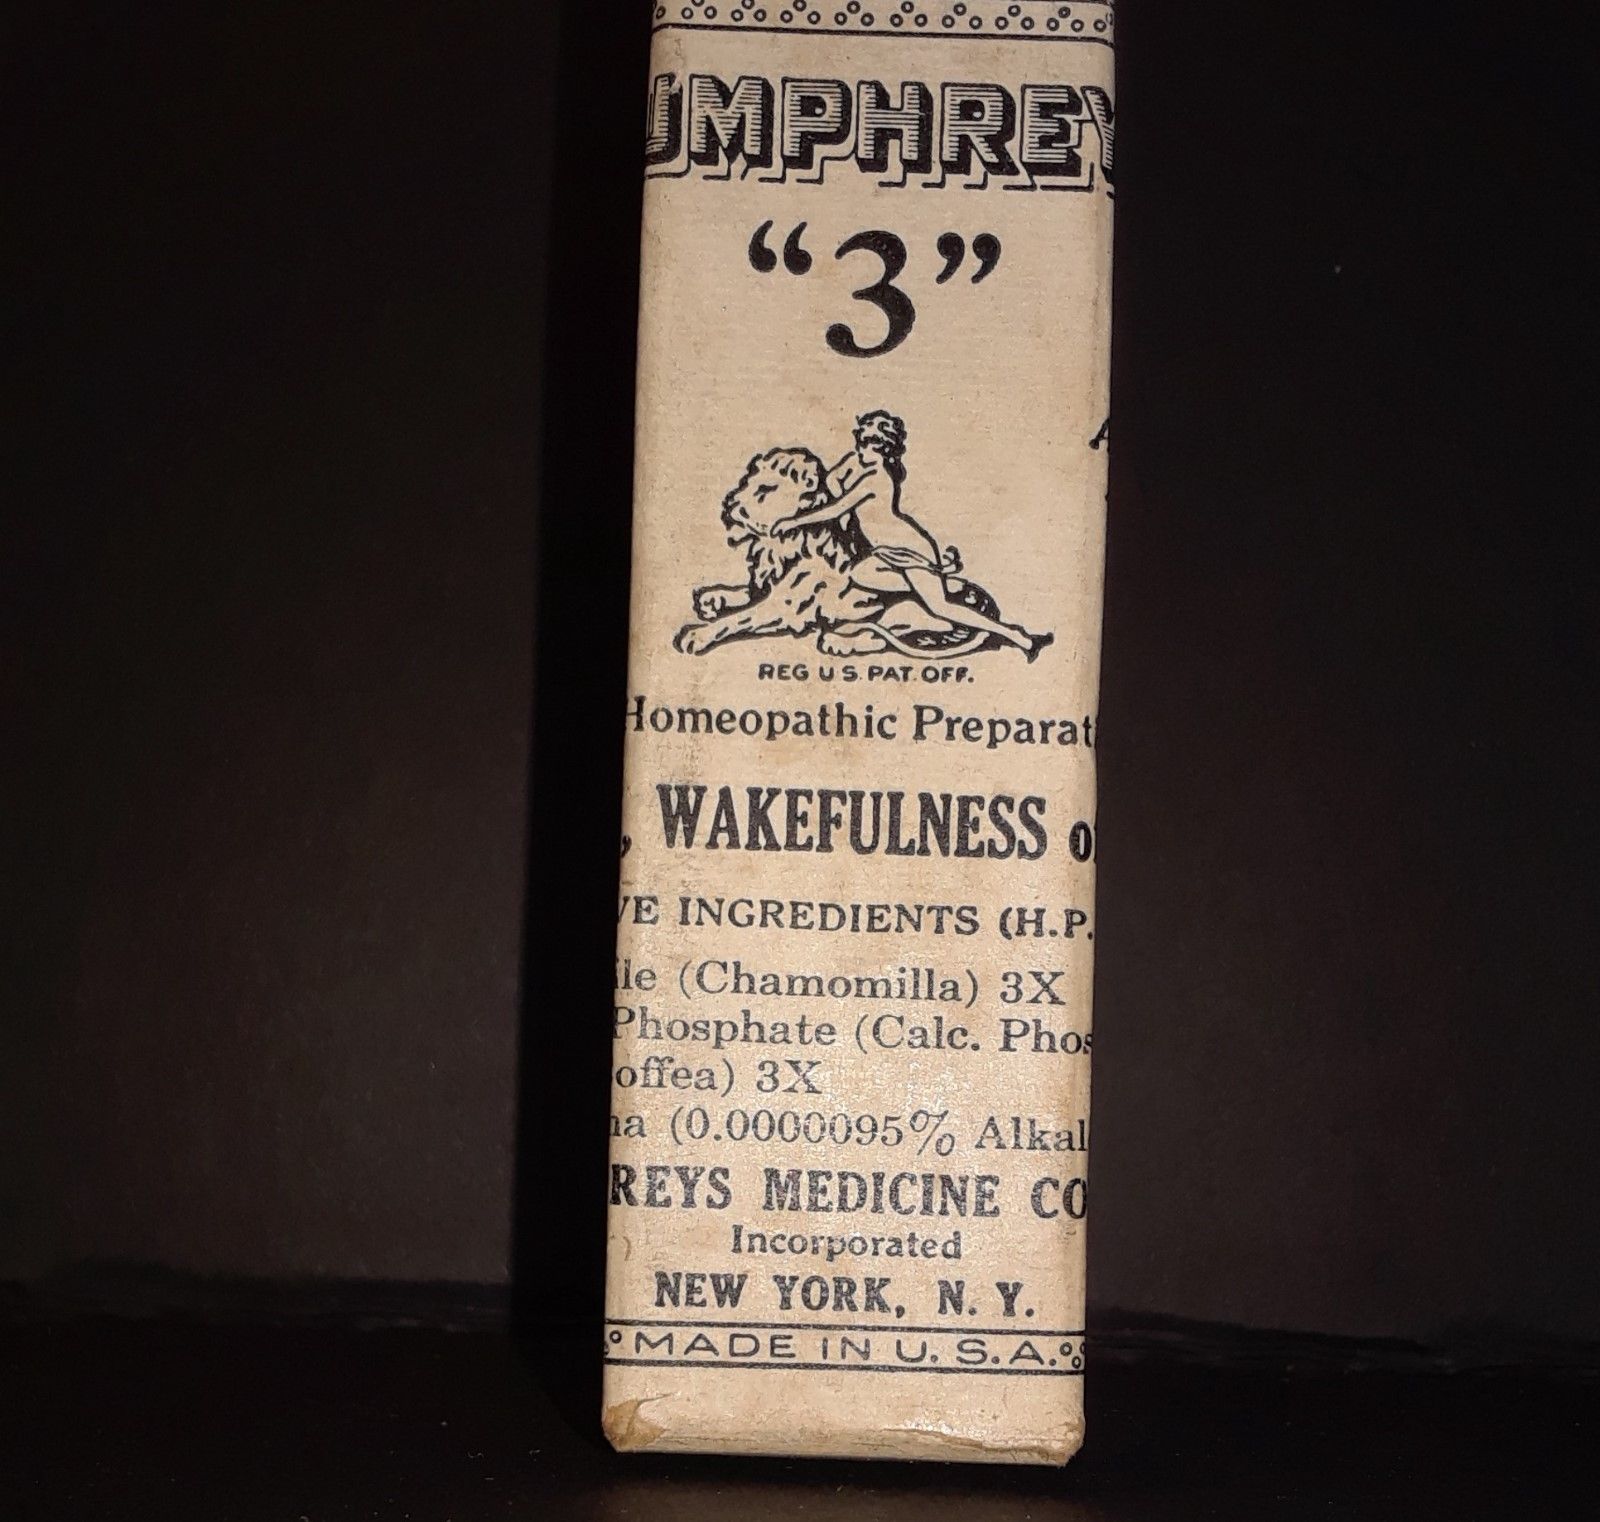 UMPHREY
“3”
REG U S. PAT. OFF.
Homeopathic Preparat
, WAKEFULNESS o
VE INGREDIENTS (H.P.
ile (Chamomilla) 3X
Phosphate (Calc. Phos
offea) 3X
na (0.0000095% Alkal
REYS MEDICINE CO
Incorporated
NEW YORK, N. Y.
MADE IN U. S. A.